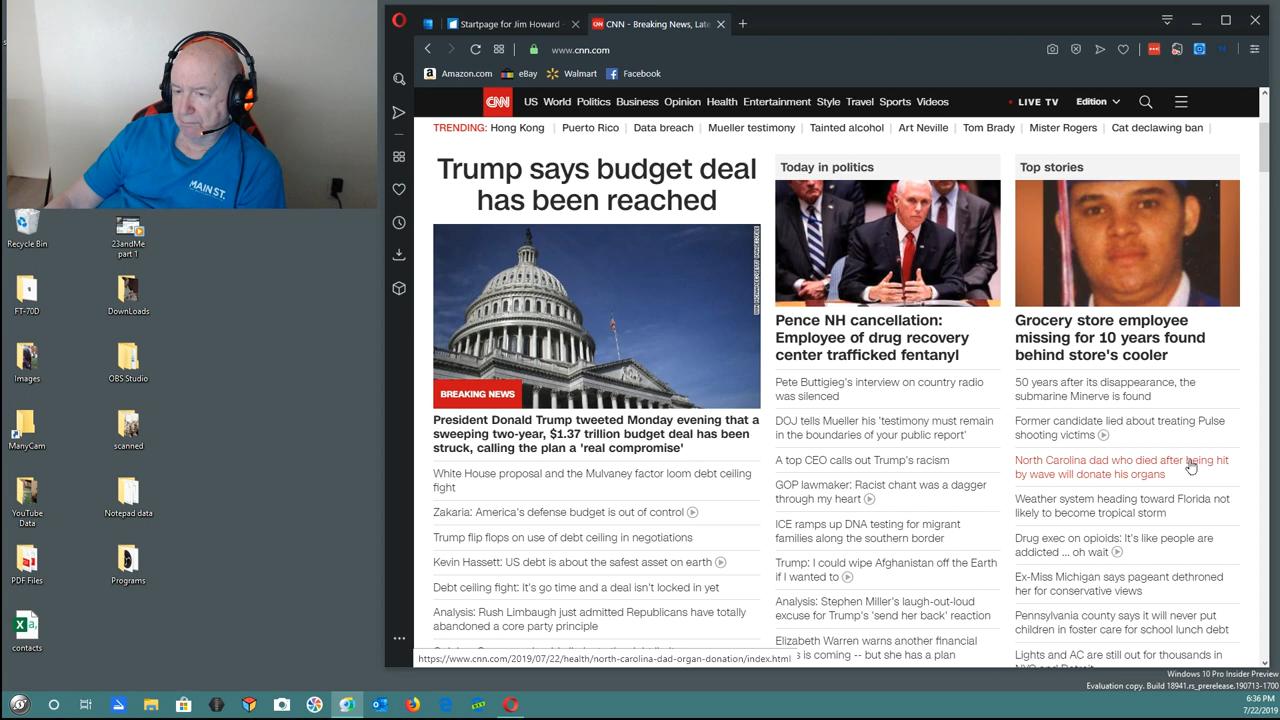 MAIN ST.
Recycle Bin
23andMe
part 1
FT-70D
DownLoads
Images
OBS Studio
ManyCam
scanned
YouTube
Data
Notepad data
PDF Files
Programs
contacts
Startpage for Jim Howard
CNN - Breaking News, Late
www.cnn.com
Amazon.com
eBay
Walmart
Facebook
CNN
US World Politics Business Opinion Health Entertainment Style Travel Sports Videos
LIVE TV
Edition
TRENDING: Hong Kong | Puerto Rico | Data breach | Mueller testimony | Tainted alcohol | Art Neville | Tom Brady | Mister Rogers | Cat declawing ban |
Trump says budget deal
has been reached
BREAKING NEWS
President Donald Trump tweeted Monday evening that a
sweeping two-year, $1.37 trillion budget deal has been
struck, calling the plan a 'real compromise'
White House proposal and the Mulvaney factor loom debt ceiling
fight
Zakaria: America's defense budget is out of control
Trump flip flops on use of debt ceiling in negotiations
Kevin Hassett: US debt is about the safest asset on earth
Debt ceiling fight: It's go time and a deal isn't locked in yet
Analysis: Rush Limbaugh just admitted Republicans have totally
abandoned a core party principle
Today in politics
Pence NH cancellation:
Employee of drug recovery
center trafficked fentanyl
Pete Buttigieg's interview on country radio
was silenced
DOJ tells Mueller his 'testimony must remain
in the boundaries of your public report'
A top CEO calls out Trump's racism
GOP lawmaker: Racist chant was a dagger
through my heart
ICE ramps up DNA testing for migrant
families along the southern border
Trump: I could wipe Afghanistan off the Earth
if I wanted to
Analysis: Stephen Miller's laugh-out-loud
excuse for Trump's 'send her back' reaction
Elizabeth Warren warns another financial
is coming -- but she has a plan
Top stories
Grocery store employee
missing for 10 years found
behind store's cooler
50 years after its disappearance, the
submarine Minerve is found
Former candidate lied about treating Pulse
shooting victims
North Carolina dad who died after being hit
by wave will donate his organs
Weather system heading toward Florida not
likely to become tropical storm
Drug exec on opioids: It's like people are
addicted ... oh wait
Ex-Miss Michigan says pageant dethroned
her for conservative views
Pennsylvania county says it will never put
children in foster care for school lunch debt
Lights and AC are still out for thousands in
https://www.cnn.com/2019/07/22/health/north-carolina-dad-organ-donation/index.html
Windows 10 Pro Insider Preview
Evaluation copy. Build 18941.rs_prerelease.190713-1700
6:36 PM
7/22/2019